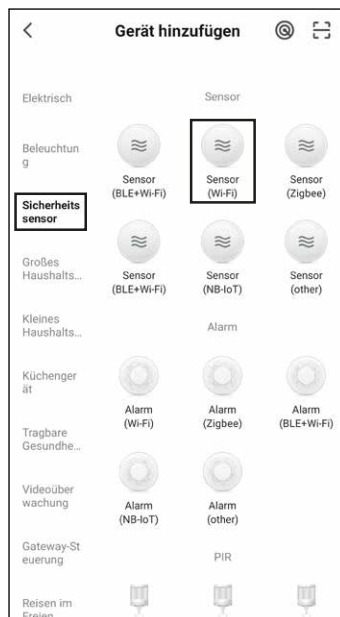 Gerät hinzufügen
Elektrisch
Beleuchtun
g
Sicherheits
sensor
Großes
Haushalts...
Kleines
Haushalts...
Küchenger
ät
Tragbare
Gesundhe...
Videoüber
wachung
Gateway-St
euerung
Reisen im
Freien
Sensor
Sensor
(BLE+Wi-Fi)
Sensor
(Wi-Fi)
Sensor
(Zigbee)
Sensor
(BLE+Wi-Fi)
Sensor
(NB-IoT)
Sensor
(other)
Alarm
Alarm
(Wi-Fi)
Alarm
(Zigbee)
Alarm
(BLE+Wi-Fi)
Alarm
(NB-IoT)
Alarm
(other)
PIR